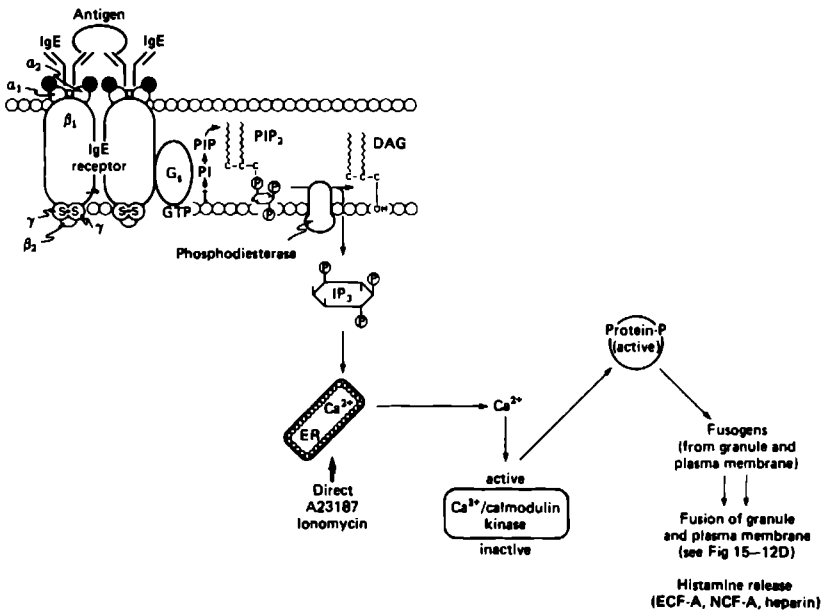 Antigen
IgE
IgE
α2
α1
β1
IgE
receptor
Gs
GTP
PIP
PI
PIP2
C-C-C
P
P
P
DAG
C-C-C
OH
γ
S-S
S-S
γ
β2
Phosphodiesterase
P
P
IP3
P
Ca2+
ER
Ca2+
Direct
A23187
Ionomycin
active
Ca2+/calmodulin
kinase
inactive
Protein-P
(active)
Fusogens
(from granule and
plasma membrane)
Fusion of granule
and plasma membrane
(see Fig 15–12D)
Histamine release
(ECF-A, NCF-A, heparin)